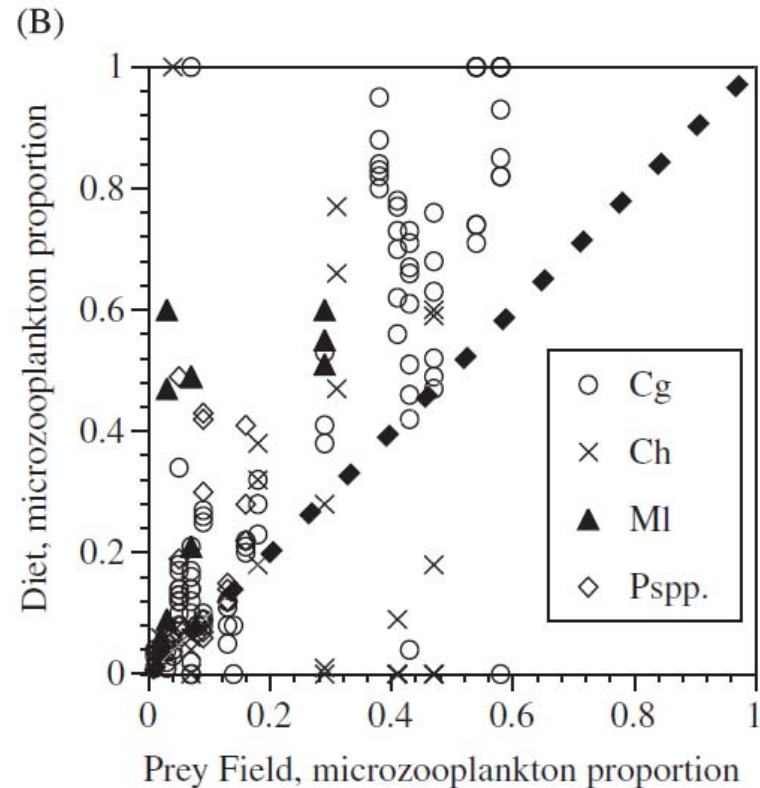 (B)
Diet, microzooplankton proportion
1
0.8
0.6
0.4
0.2
0
0 0.2 0.4 0.6 0.8 1
Prey Field, microzooplankton proportion
Cg
Ch
Ml
Pspp.